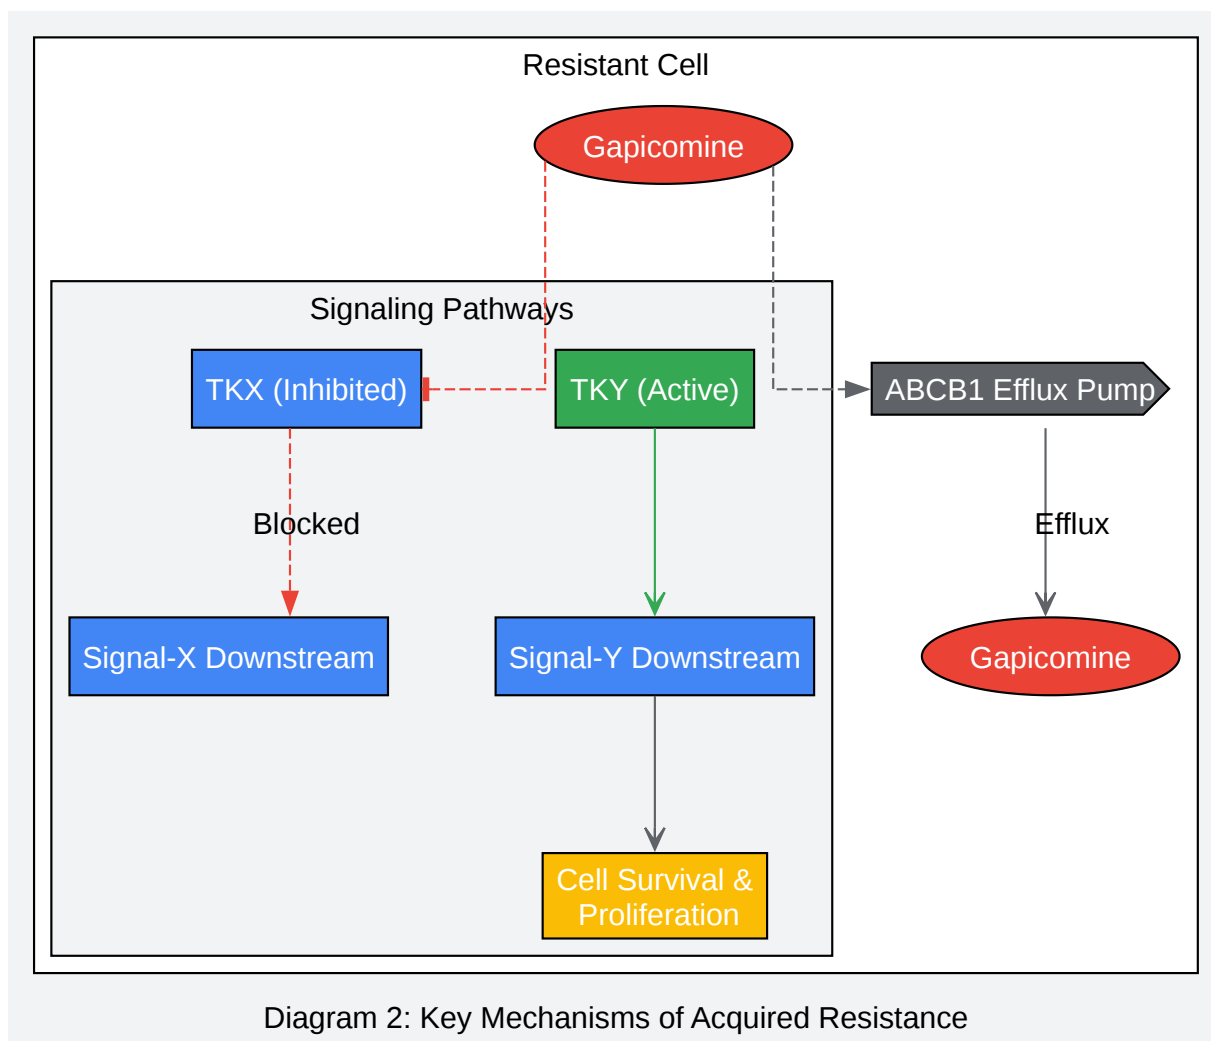 Resistant Cell
Gapicomine
Signaling Pathways
TKX (Inhibited)
TKY (Active)
ABCB1 Efflux Pump
Blocked
Efflux
Signal-X Downstream
Signal-Y Downstream
Gapicomine
Cell Survival &
Proliferation
Diagram 2: Key Mechanisms of Acquired Resistance